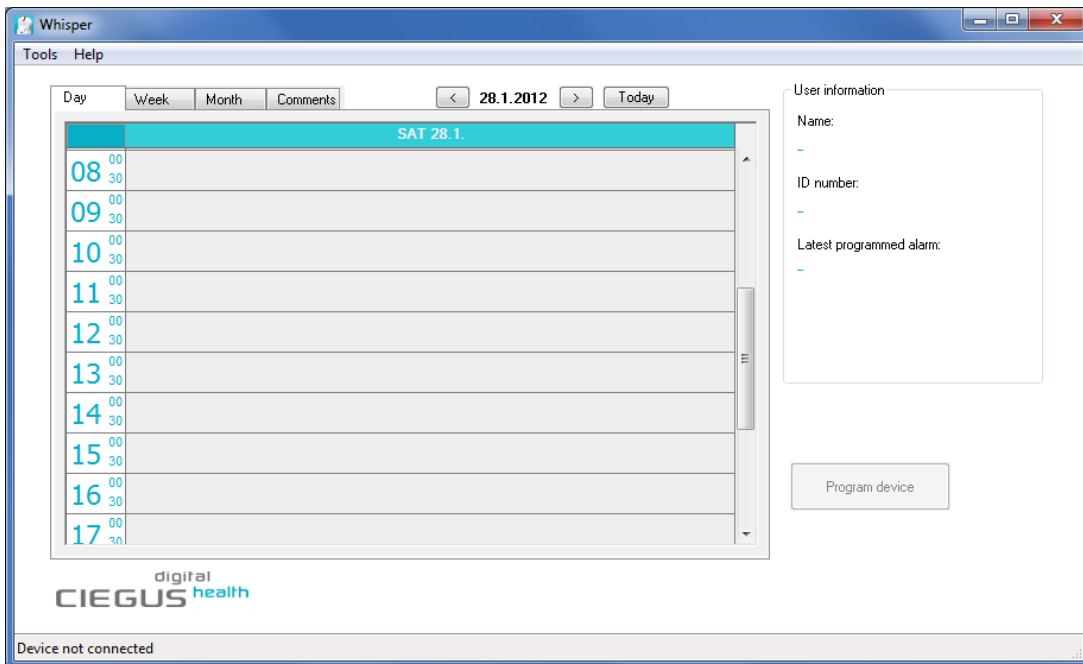 Whisper
Tools Help
Day Week Month Comments < 28.1.2012 > Today
SAT 28.1.
08 00 30
09 00 30
10 00 30
11 00 30
12 00 30
13 00 30
14 00 30
15 00 30
16 00 30
17 00 30
User information
Name:
-
ID number:
-
Latest programmed alarm:
-
Program device
digital
CIEGUS health
Device not connected